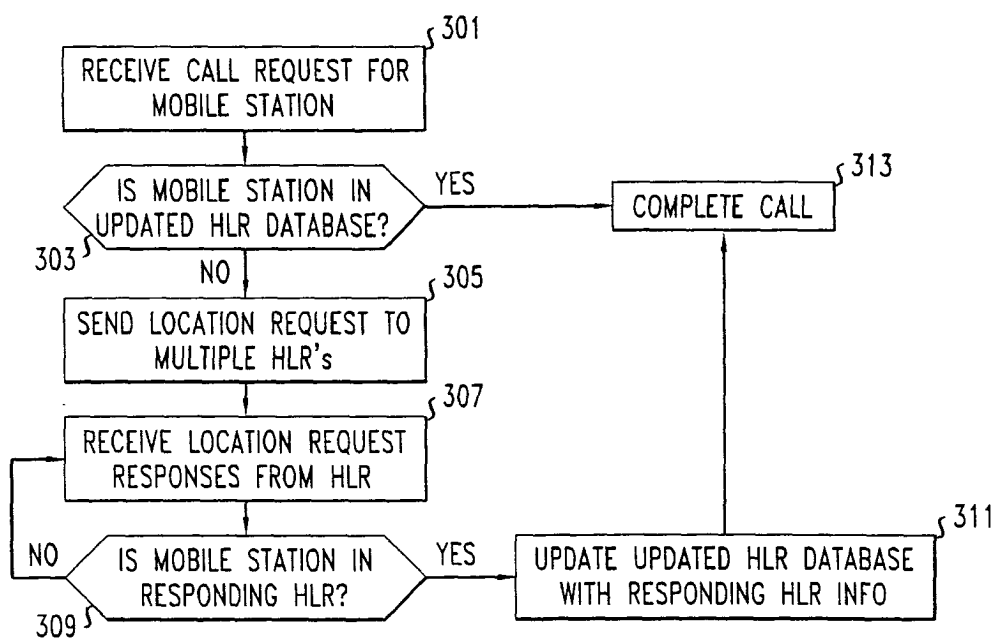 301
RECEIVE CALL REQUEST FOR
MOBILE STATION
IS MOBILE STATION IN
UPDATED HLR DATABASE?
303
YES
313
COMPLETE CALL
NO
305
SEND LOCATION REQUEST TO
MULTIPLE HLR's
307
RECEIVE LOCATION REQUEST
RESPONSES FROM HLR
NO
IS MOBILE STATION IN
RESPONDING HLR?
309
YES
311
UPDATE UPDATED HLR DATABASE
WITH RESPONDING HLR INFO